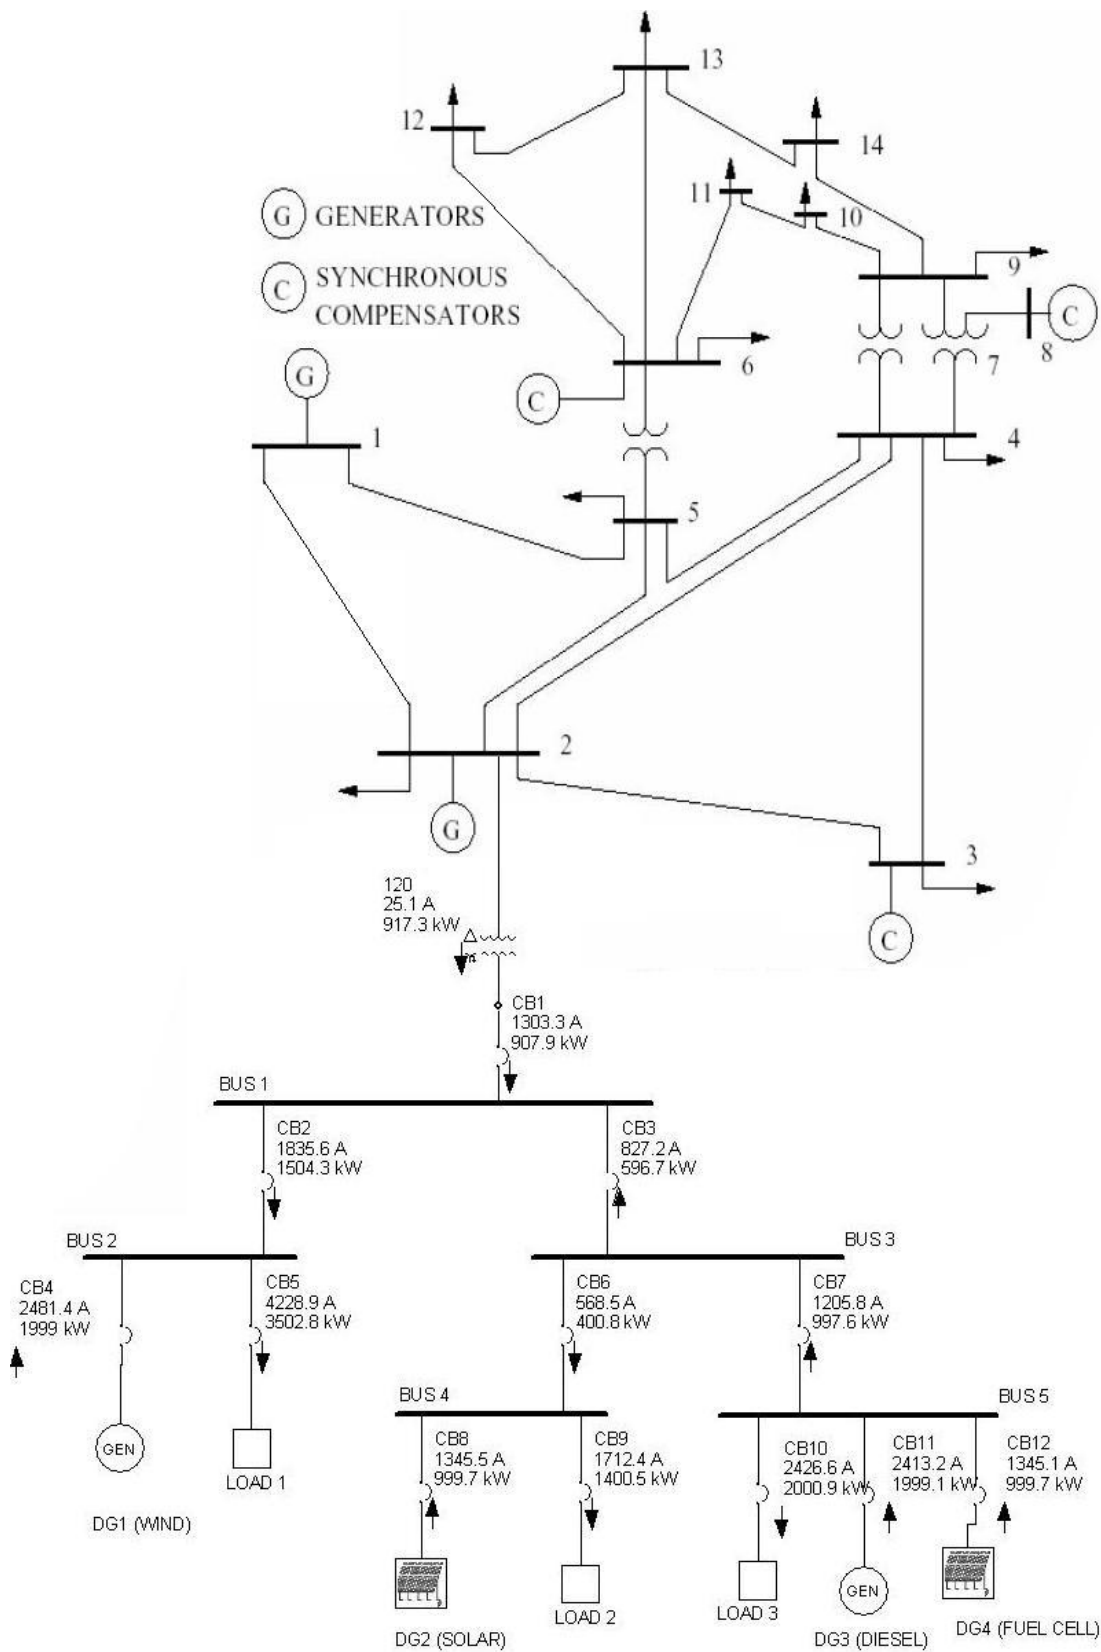 13
12
14
11
10
G GENERATORS
9
C SYNCHRONOUS
COMPENSATORS
C
8
6
7
G
C
1
4
5
2
G
3
C
120
25.1 A
917.3 kW
CB1
1303.3 A
907.9 kW
BUS 1
CB2
1835.6 A
1504.3 kW
CB3
827.2 A
596.7 kW
BUS 2
BUS 3
CB4
2481.4 A
1999 kW
CB5
4228.9 A
3502.8 kW
CB6
568.5 A
400.8 kW
CB7
1205.8 A
997.6 kW
BUS 4
BUS 5
GEN
LOAD 1
DG1 (WIND)
CB8
1345.5 A
999.7 kW
CB9
1712.4 A
1400.5 kW
CB10
2426.6 A
2000.9 kW
CB11
2413.2 A
1999.1 kW
CB12
1345.1 A
999.7 kW
GEN
LOAD 2
LOAD 3
DG2 (SOLAR)
DG3 (DIESEL)
DG4 (FUEL CELL)